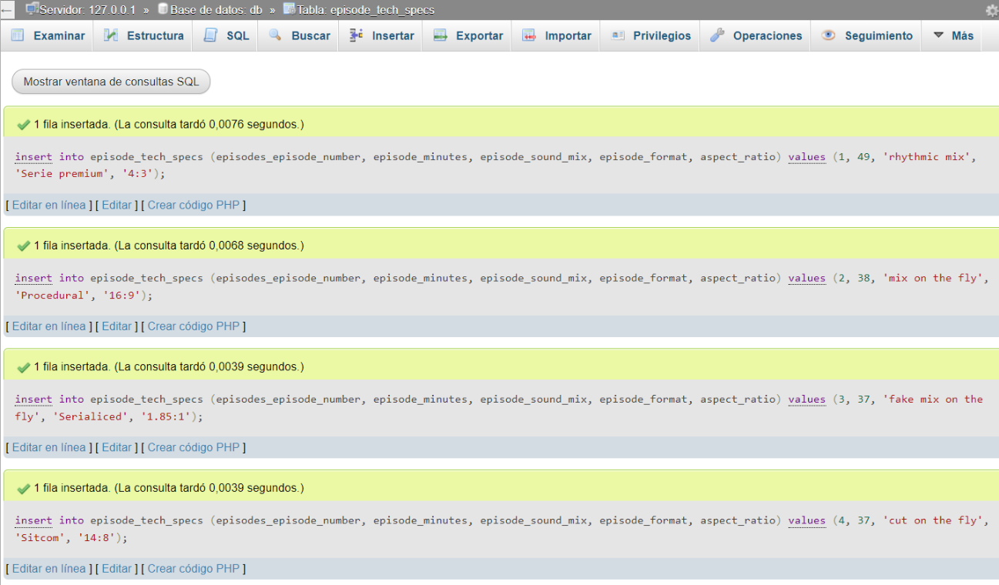 Servidor: 127.0.0.1 » Base de datos: db » Tabla: episode_tech_specs
Examinar Estructura SQL Buscar Insertar Exportar Importar Privilegios Operaciones Seguimiento Más
Mostrar ventana de consultas SQL
1 fila insertada. (La consulta tardó 0,0076 segundos.)
insert into episode_tech_specs (episodes_episode_number, episode_minutes, episode_sound_mix, episode_format, aspect_ratio) values (1, 49, 'rhythmic mix',
'Serie premium', '4:3');
[ Editar en línea ] [ Editar ] [ Crear código PHP ]
1 fila insertada. (La consulta tardó 0,0068 segundos.)
insert into episode_tech_specs (episodes_episode_number, episode_minutes, episode_sound_mix, episode_format, aspect_ratio) values (2, 38, 'mix on the fly',
'Procedural', '16:9');
[ Editar en línea ] [ Editar ] [ Crear código PHP ]
1 fila insertada. (La consulta tardó 0,0039 segundos.)
insert into episode_tech_specs (episodes_episode_number, episode_minutes, episode_sound_mix, episode_format, aspect_ratio) values (3, 37, 'fake mix on the
fly', 'Serialiced', '1.85:1');
[ Editar en línea ] [ Editar ] [ Crear código PHP ]
1 fila insertada. (La consulta tardó 0,0039 segundos.)
insert into episode_tech_specs (episodes_episode_number, episode_minutes, episode_sound_mix, episode_format, aspect_ratio) values (4, 37, 'cut on the fly',
'Sitcom', '14:8');
[ Editar en línea ] [ Editar ] [ Crear código PHP ]